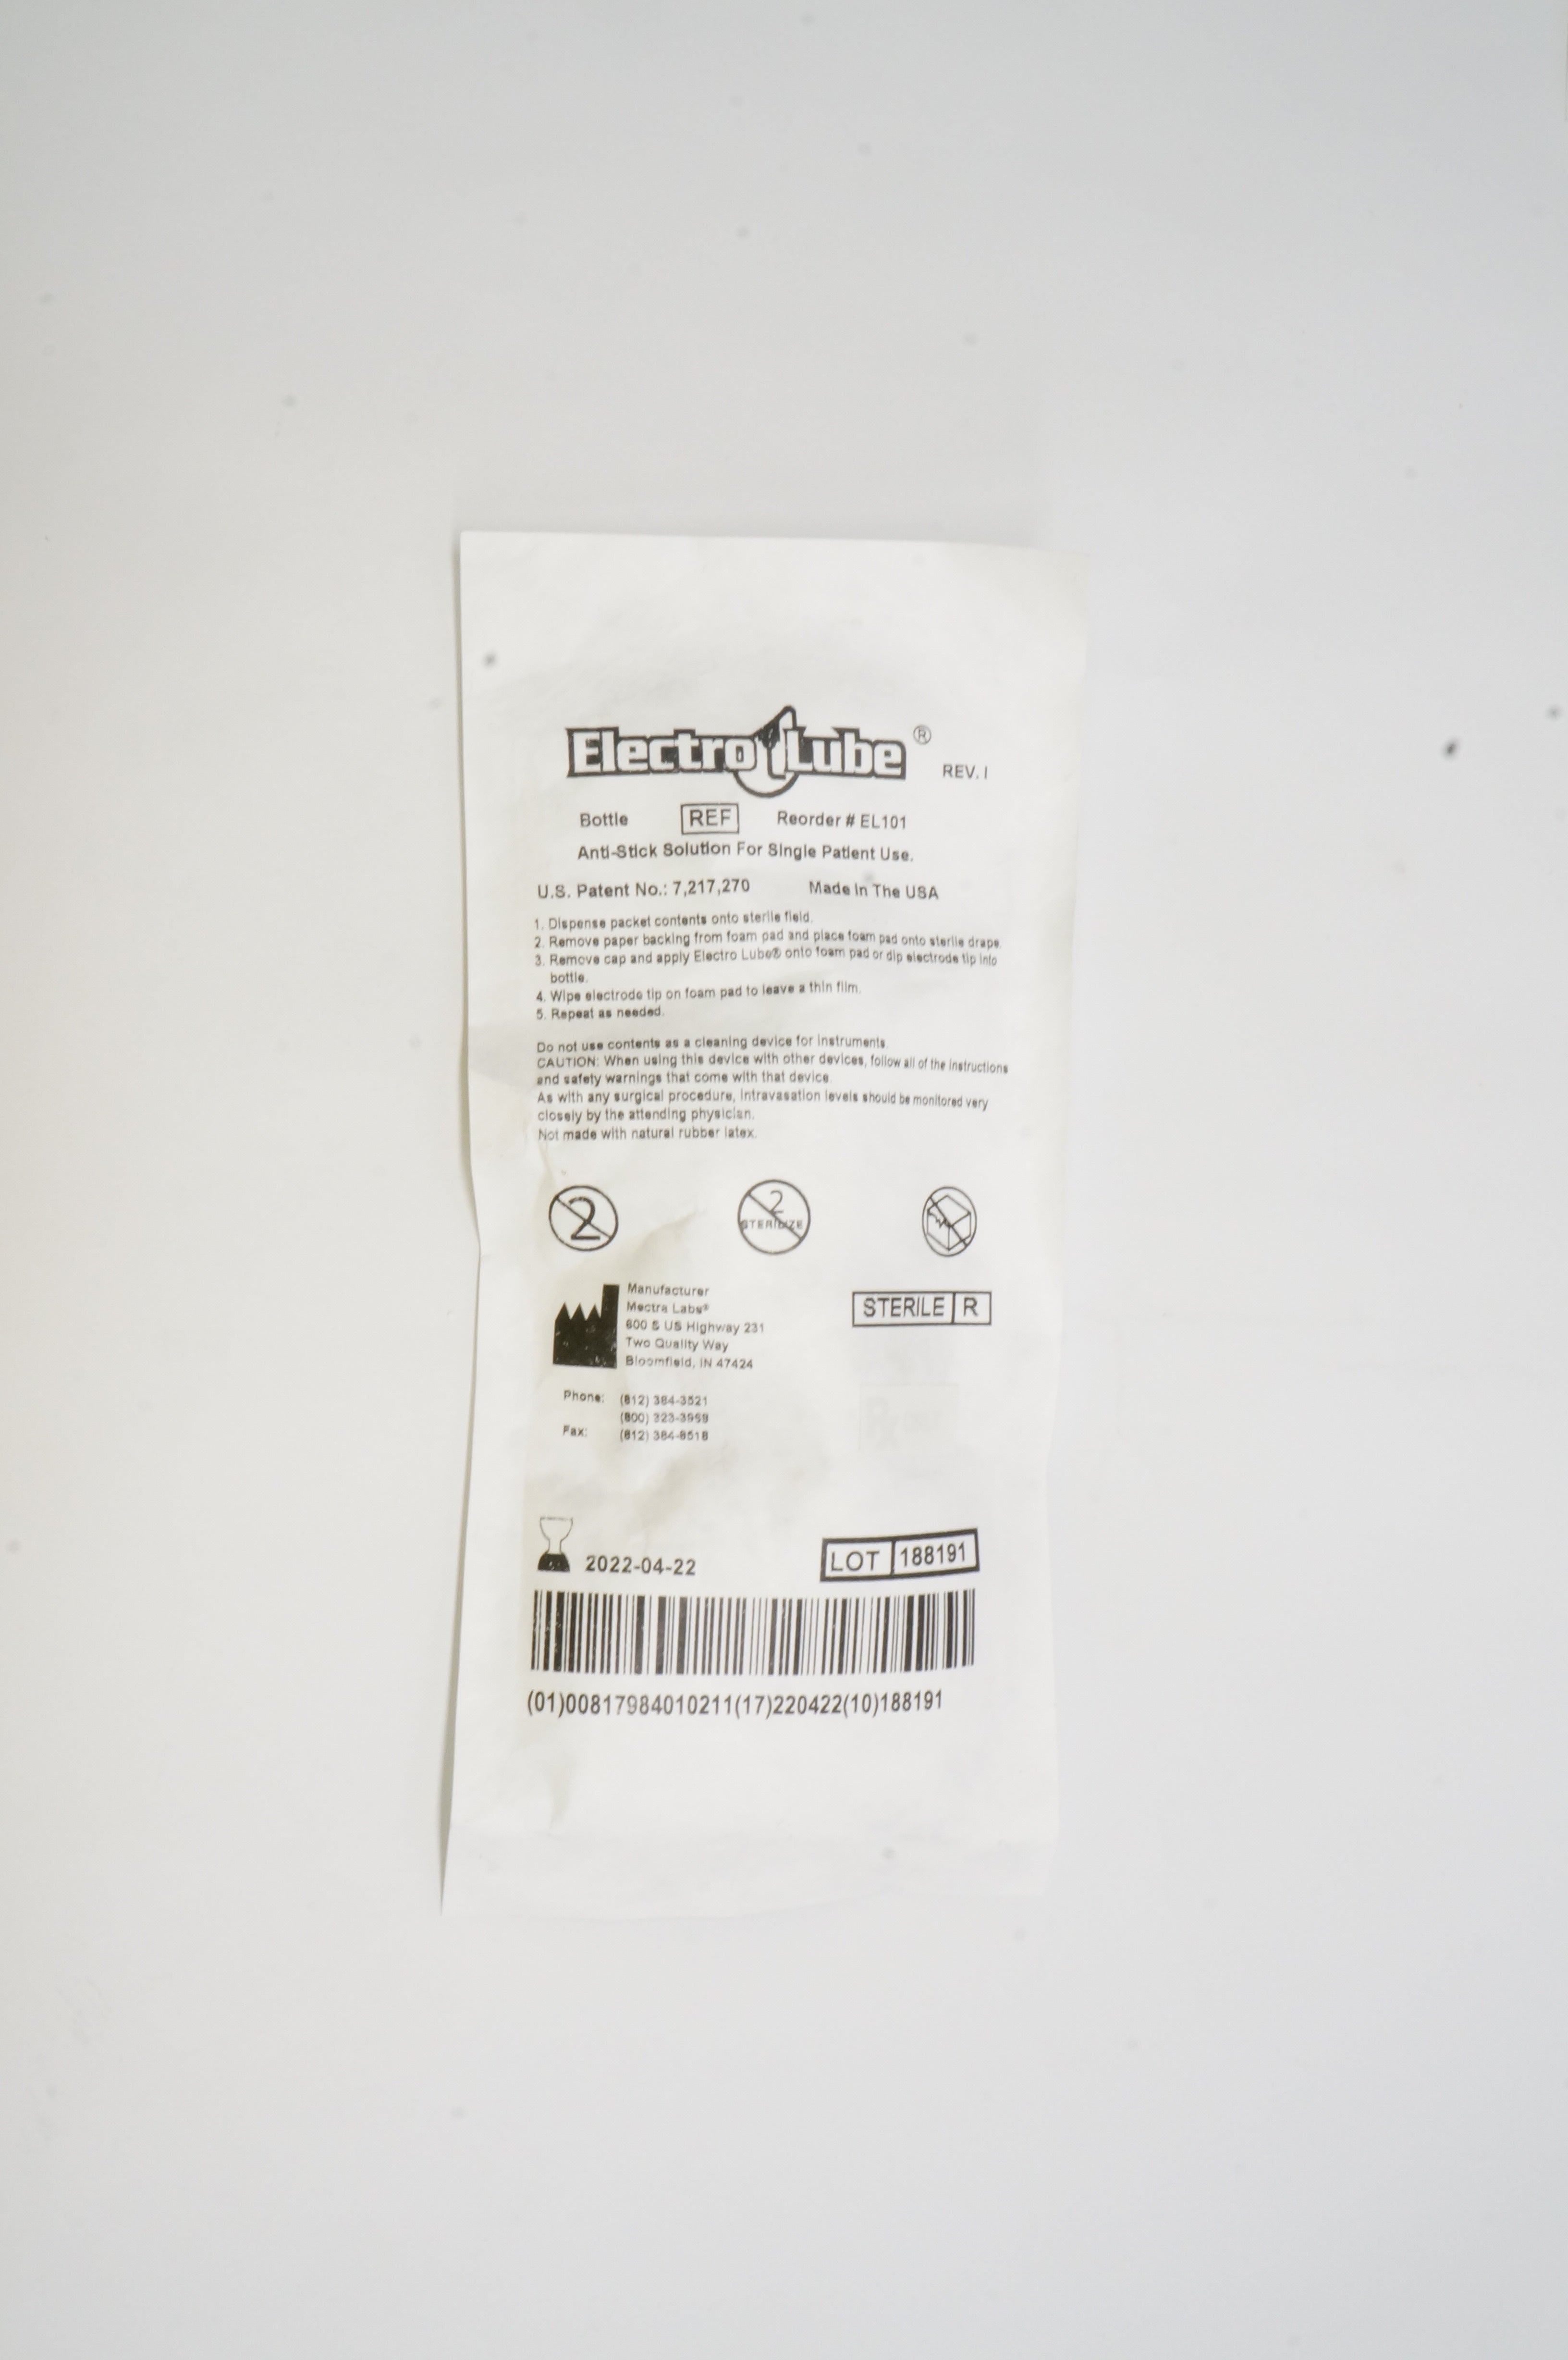 Electro Lube®
REV. I
Bottle REF Reorder # EL101
Anti-Stick Solution For Single Patient Use.
U.S. Patent No.: 7,217,270 Made In The USA
1. Dispense packet contents onto sterile field.
2. Remove paper backing from foam pad and place foam pad onto sterile drape.
3. Remove cap and apply Electro Lube® onto foam pad or dip electrode tip into
bottle.
4. Wipe electrode tip on foam pad to leave a thin film.
5. Repeat as needed.
Do not use contents as a cleaning device for instruments.
CAUTION: When using this device with other devices, follow all of the instructions
and safety warnings that come with that device.
As with any surgical procedure, intravasation levels should be monitored very
closely by the attending physician.
Not made with natural rubber latex.
2
2
STERILIZE
Manufacturer
Mectra Labs®
600 S US Highway 231
Two Quality Way
Bloomfield, IN 47424
STERILE R
Phone: (812) 384-3521
(800) 323-3968
Fax: (812) 384-8518
2022-04-22
LOT 188191
(01)00817984010211(17)220422(10)188191